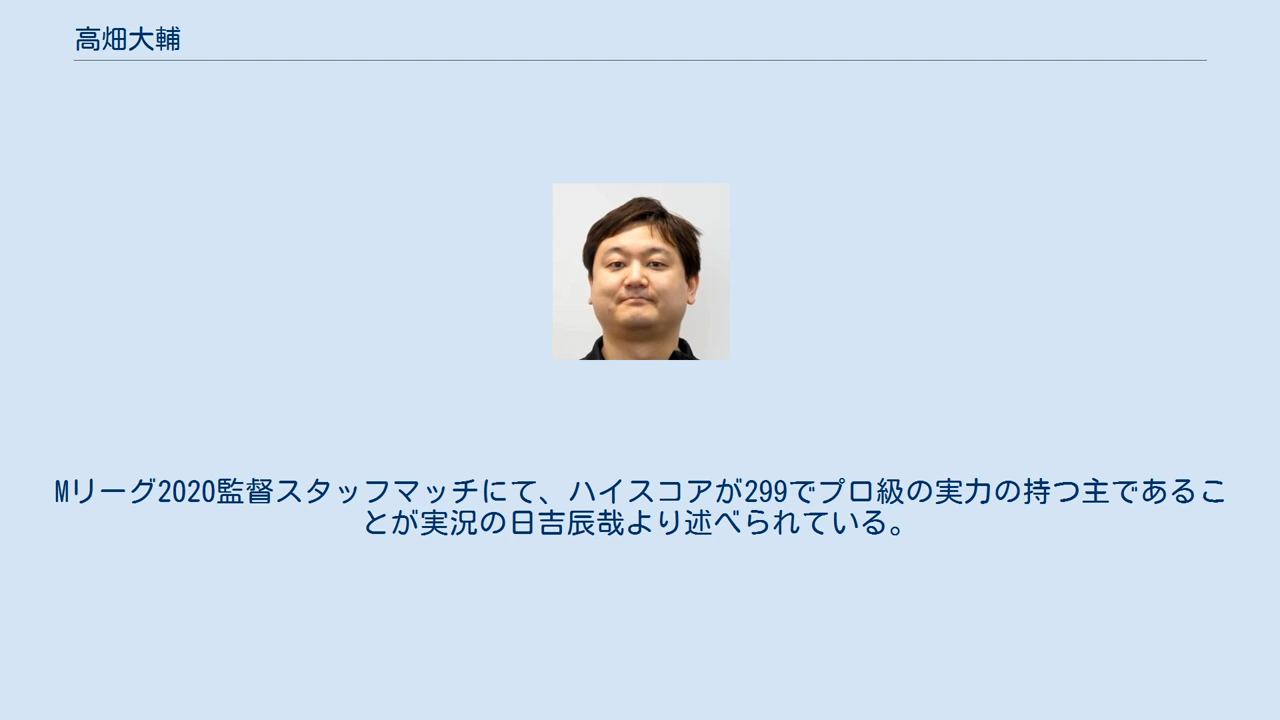 高畑大輔
Mリーグ2020監督スタッフマッチにて、ハイスコアが299でプロ級の実力の持つ主であるこ
とが実況の日吉辰哉より述べられている。